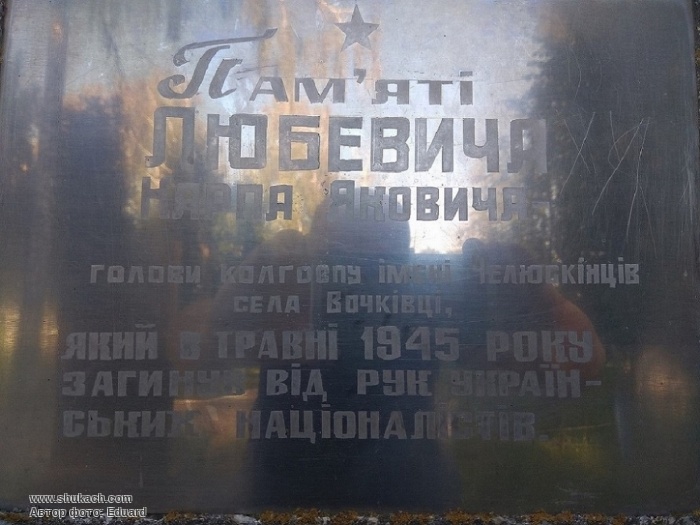 Пам'яті
ЛЮБЕВИЧА
КАРПА ЯКОВИЧА-
ГОЛОВИ КОЛГОСПУ ІМЕНІ ЧЕЛЮСКІНЦІВ
СЕЛА ВОЧКІВЦІ,
ЯКИЙ В ТРАВНІ 1945 РОКУ
ЗАГИНУВ ВІД РУК УКРАЇН-
СЬКИХ НАЦІОНАЛІСТІВ.
www.shukach.com
Автор фото: Eduard